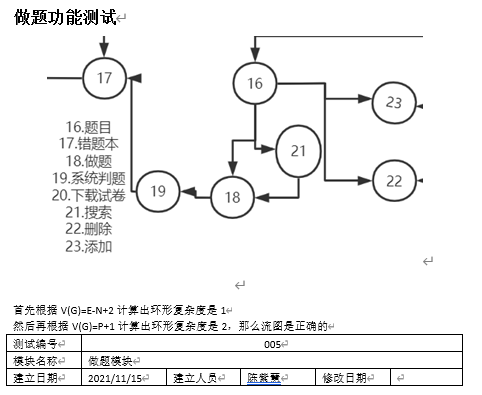 做题功能测试
17
16
23
21
22
19
18
16.题目
17.错题本
18.做题
19.系统判题
20.下载试卷
21.搜索
22.删除
23.添加
首先根据 V(G)=E-N+2 计算出环形复杂度是 1
然后再根据 V(G)=P+1 计算出环形复杂度是 2，那么流图是正确的
测试编号 005
模块名称 做题模块
建立日期 2021/11/15 建立人员 陈紫慧 修改日期